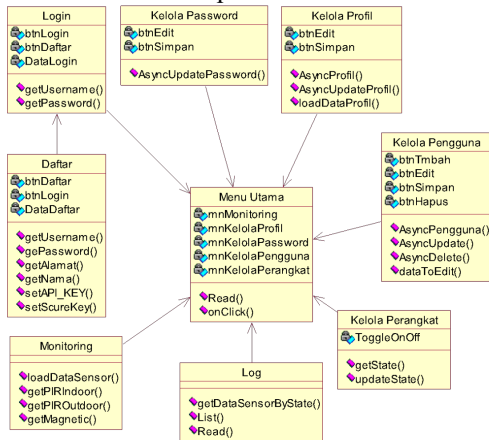 Login
btnLogin
btnDaftar
DataLogin
getUsername()
getPassword()
Kelola Password
btnEdit
btnSimpan
AsyncUpdatePassword()
Kelola Profil
btnEdit
btnSimpan
AsyncProfil()
AsyncUpdateProfil()
loadDataProfil()
Daftar
btnDaftar
btnLogin
DataDaftar
getUsername()
gePassword()
getAlamat()
getNama()
setAPI_KEY()
setScureKey()
Menu Utama
mnMonitoring
mnKelolaProfil
mnKelolaPassword
mnKelolaPengguna
mnKelolaPerangkat
Read()
onClick()
Kelola Pengguna
btnTmbah
btnEdit
btnSimpan
btnHapus
AsyncPengguna()
AsyncUpdate()
AsyncDelete()
dataToEdit()
Monitoring
loadDataSensor()
getPIRIndoor()
getPIROutdoor()
getMagnetic()
Log
getDataSensorByState()
List()
Read()
Kelola Perangkat
ToggleOnOff
getState()
updateState()